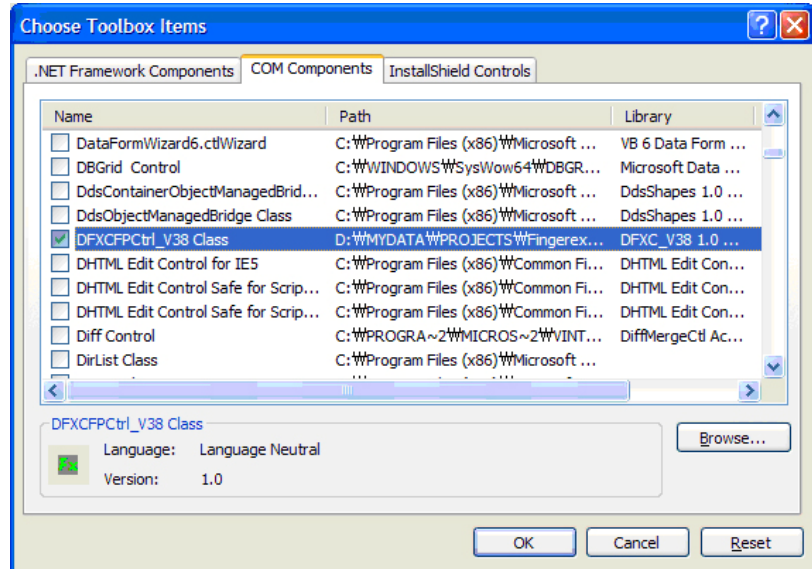 Choose Toolbox Items
.NET Framework Components COM Components InstallShield Controls
Name Path Library
DataFormWizard6.ctlWizard C:₩Program Files (x86)₩Microsoft ... VB 6 Data Form ...
DBGrid Control C:₩WINDOWS₩SysWow64₩DBGR... Microsoft Data ...
DdsContainerObjectManagedBrid... C:₩Program Files (x86)₩Microsoft ... DdsShapes 1.0 ...
DdsObjectManagedBridge Class C:₩Program Files (x86)₩Microsoft ... DdsShapes 1.0 ...
DFXCFPCtrl_V38 Class D:₩MYDATA₩PROJECTS₩Fingerex... DFXC_V38 1.0 ...
DHTML Edit Control for IE5 C:₩Program Files (x86)₩Common Fi... DHTML Edit Con...
DHTML Edit Control Safe for Scrip... C:₩Program Files (x86)₩Common Fi... DHTML Edit Con...
DHTML Edit Control Safe for Scrip... C:₩Program Files (x86)₩Common Fi... DHTML Edit Con...
Diff Control C:₩PROGRA~2₩MICROS~2₩VINT... DiffMergeCtl Ac...
DirList Class C:₩Program Files (x86)₩Microsoft ...
DFXCFPCtrl_V38 Class
Browse...
Language: Language Neutral
Version: 1.0
OK Cancel Reset